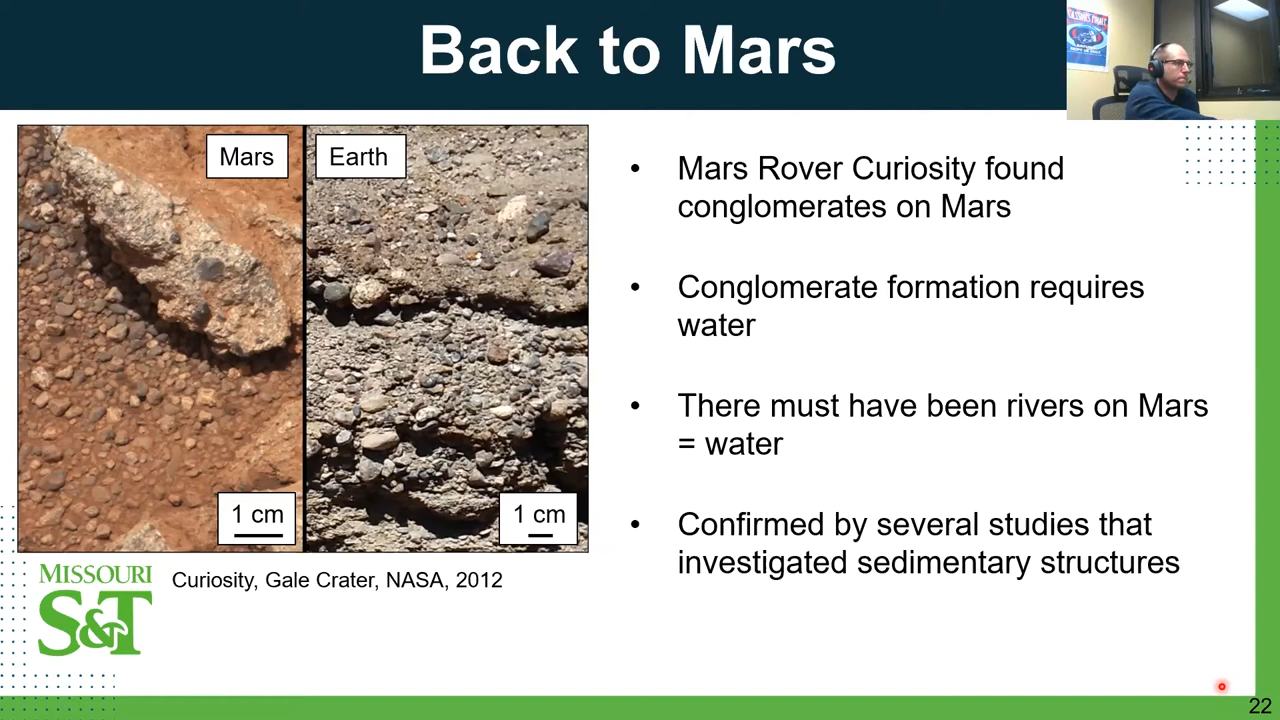 Back to Mars
Mars
Earth
1 cm
1 cm
Curiosity, Gale Crater, NASA, 2012
• Mars Rover Curiosity found
conglomerates on Mars
• Conglomerate formation requires
water
• There must have been rivers on Mars
= water
• Confirmed by several studies that
investigated sedimentary structures
MISSOURI
S&T
22